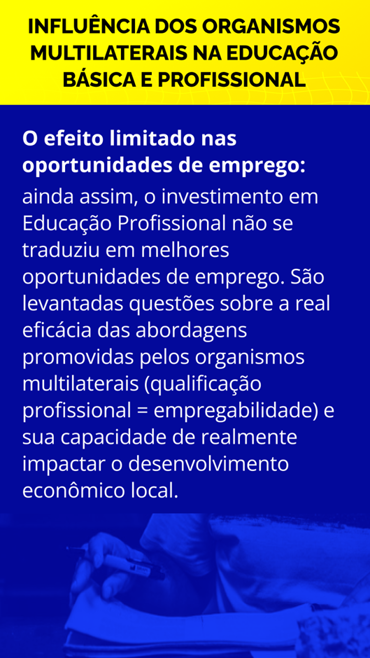 INFLUÊNCIA DOS ORGANISMOS
MULTILATERAIS NA EDUCAÇÃO
BÁSICA E PROFISSIONAL
O efeito limitado nas
oportunidades de emprego:
ainda assim, o investimento em
Educação Profissional não se
traduziu em melhores
oportunidades de emprego. São
levantadas questões sobre a real
eficácia das abordagens
promovidas pelos organismos
multilaterais (qualificação
profissional = empregabilidade) e
sua capacidade de realmente
impactar o desenvolvimento
econômico local.